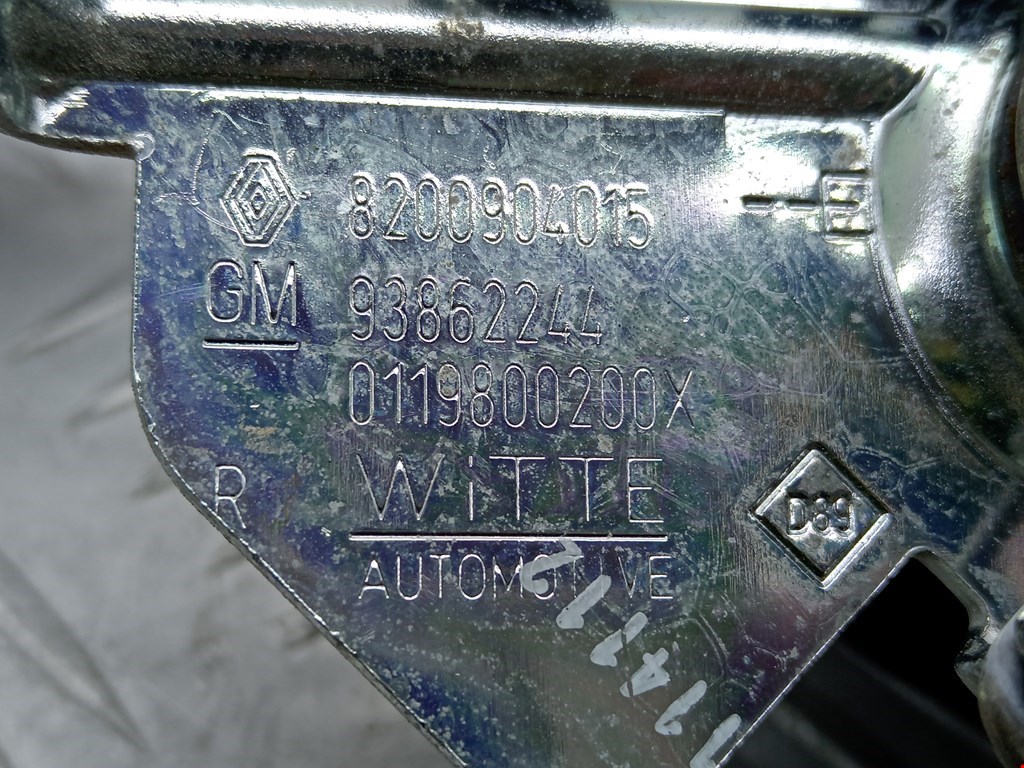 8200904015
GM 93862244
0119800200X
R WiTTE
AUTOMOTIVE
D89